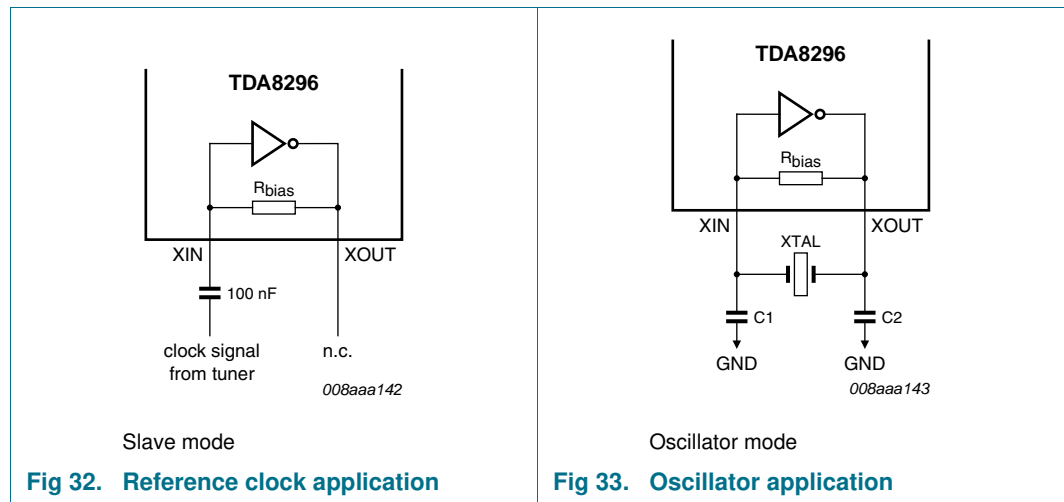 TDA8296
Rbias
XIN
XOUT
100 nF
clock signal
from tuner
n.c.
008aaa142
Slave mode
Fig 32. Reference clock application
TDA8296
Rbias
XIN
XOUT
XTAL
C1
C2
GND
GND
008aaa143
Oscillator mode
Fig 33. Oscillator application